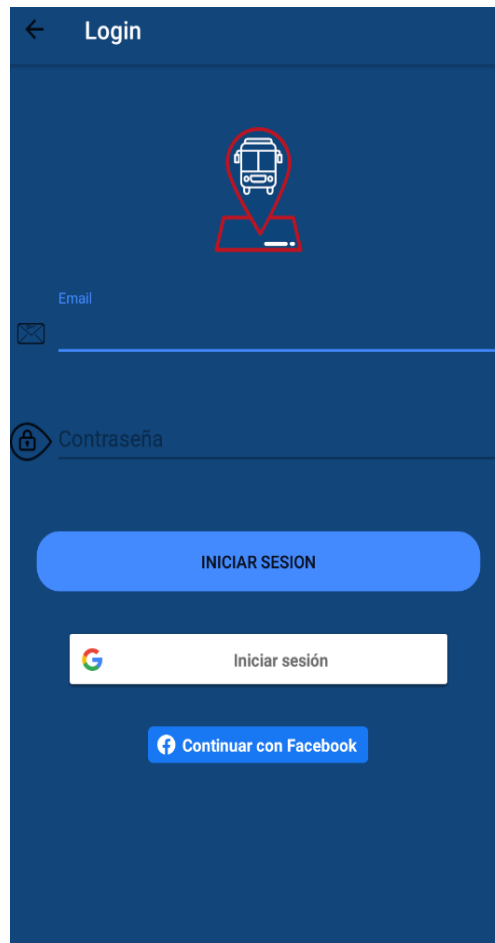 Login
Email
Contraseña
INICIAR SESION
Iniciar sesión
Continuar con Facebook